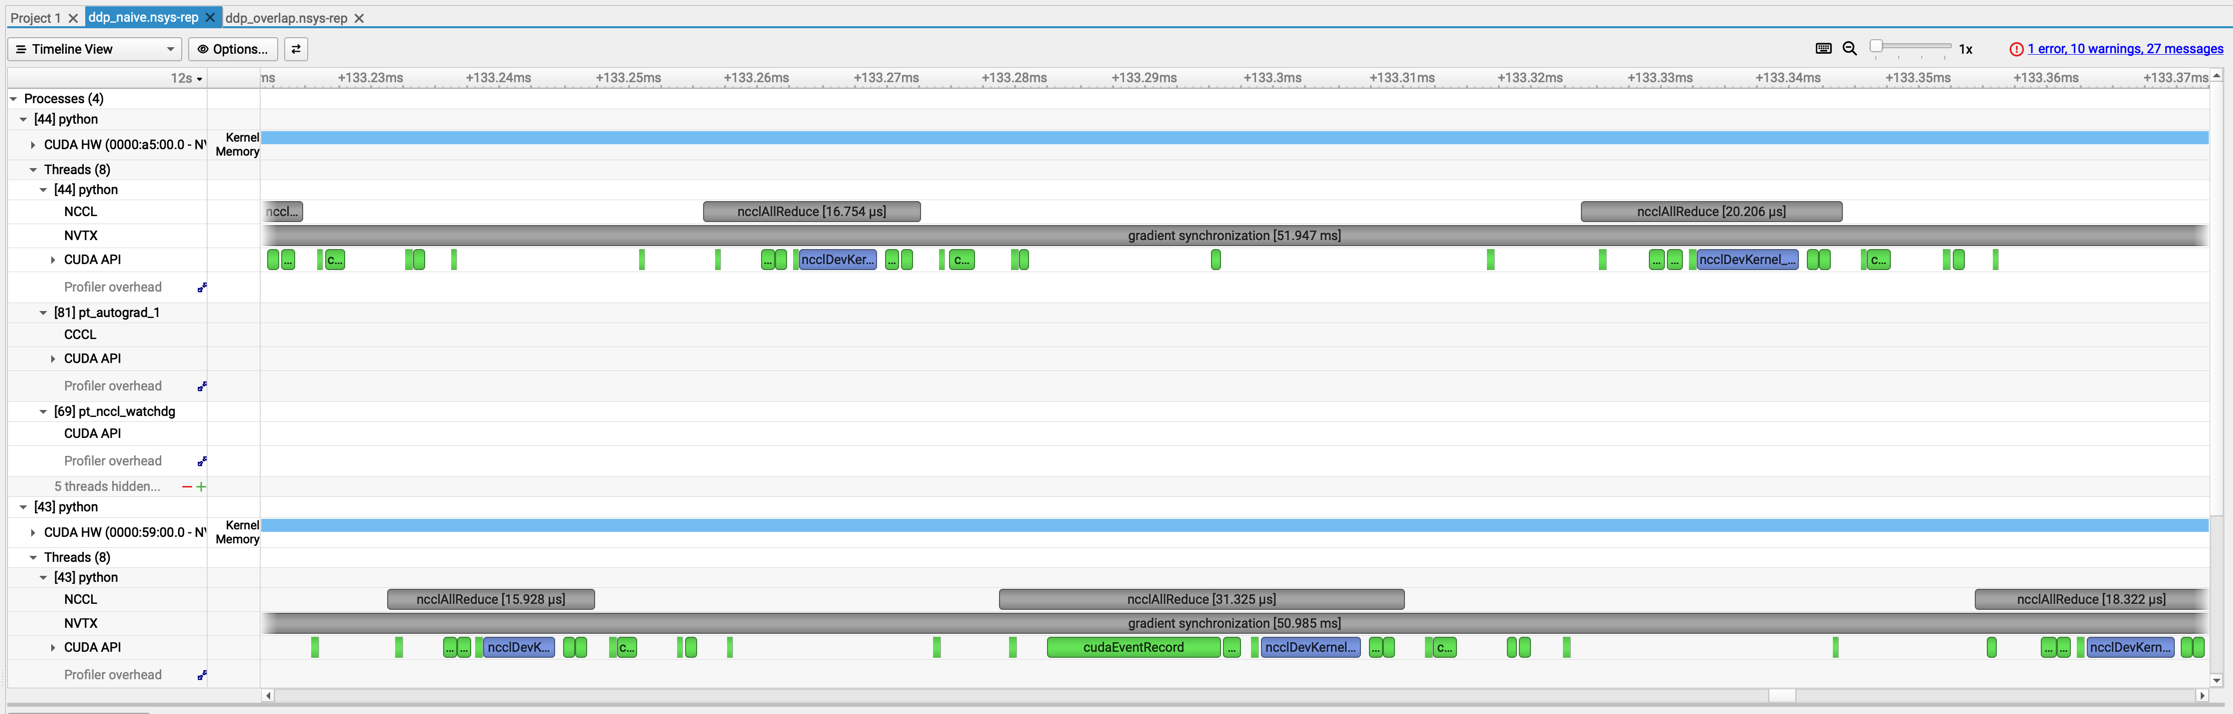 Project 1 ddp_naive.nsys-rep ddp_overlap.nsys-rep
Timeline View Options... 1x 1 error, 10 warnings, 27 messages
12s ms +133.23ms +133.24ms +133.25ms +133.26ms +133.27ms +133.28ms +133.29ms +133.3ms +133.31ms +133.32ms +133.33ms +133.34ms +133.35ms +133.36ms +133.37ms
Processes (4)
[44] python
CUDA HW (0000:a5:00.0 - NV Kernel
Memory
Threads (8)
[44] python
NCCL nccl... ncclAllReduce [16.754 µs] ncclAllReduce [20.206 µs]
NVTX gradient synchronization [51.947 ms]
CUDA API ... c... ... ncclDevKer... ... c... ... ... ncclDevKernel_... c...
Profiler overhead
[81] pt_autograd_1
CCCL
CUDA API
Profiler overhead
[69] pt_nccl_watchdg
CUDA API
Profiler overhead
5 threads hidden... − +
[43] python
CUDA HW (0000:59:00.0 - NV Kernel
Memory
Threads (8)
[43] python
NCCL ncclAllReduce [15.928 µs] ncclAllReduce [31.325 µs] ncclAllReduce [18.322 µs]
NVTX gradient synchronization [50.985 ms]
CUDA API ... ... ncclDevK... c... cudaEventRecord ... ncclDevKernel... ... c... ... ... ncclDevKern...
Profiler overhead